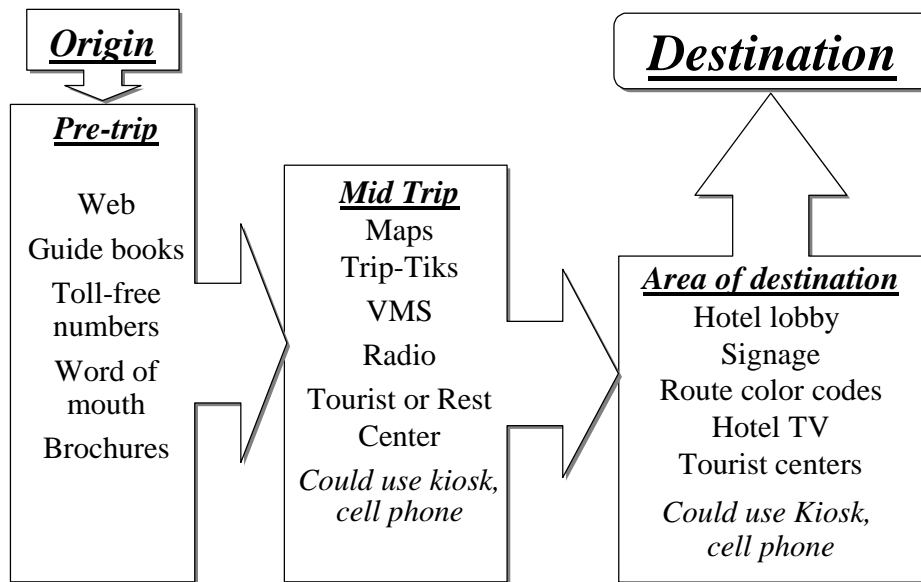 Origin
Pre-trip
Web
Guide books
Toll-free
numbers
Word of
mouth
Brochures
Mid Trip
Maps
Trip-Tiks
VMS
Radio
Tourist or Rest
Center
Could use kiosk,
cell phone
Area of destination
Hotel lobby
Signage
Route color codes
Hotel TV
Tourist centers
Could use Kiosk,
cell phone
Destination